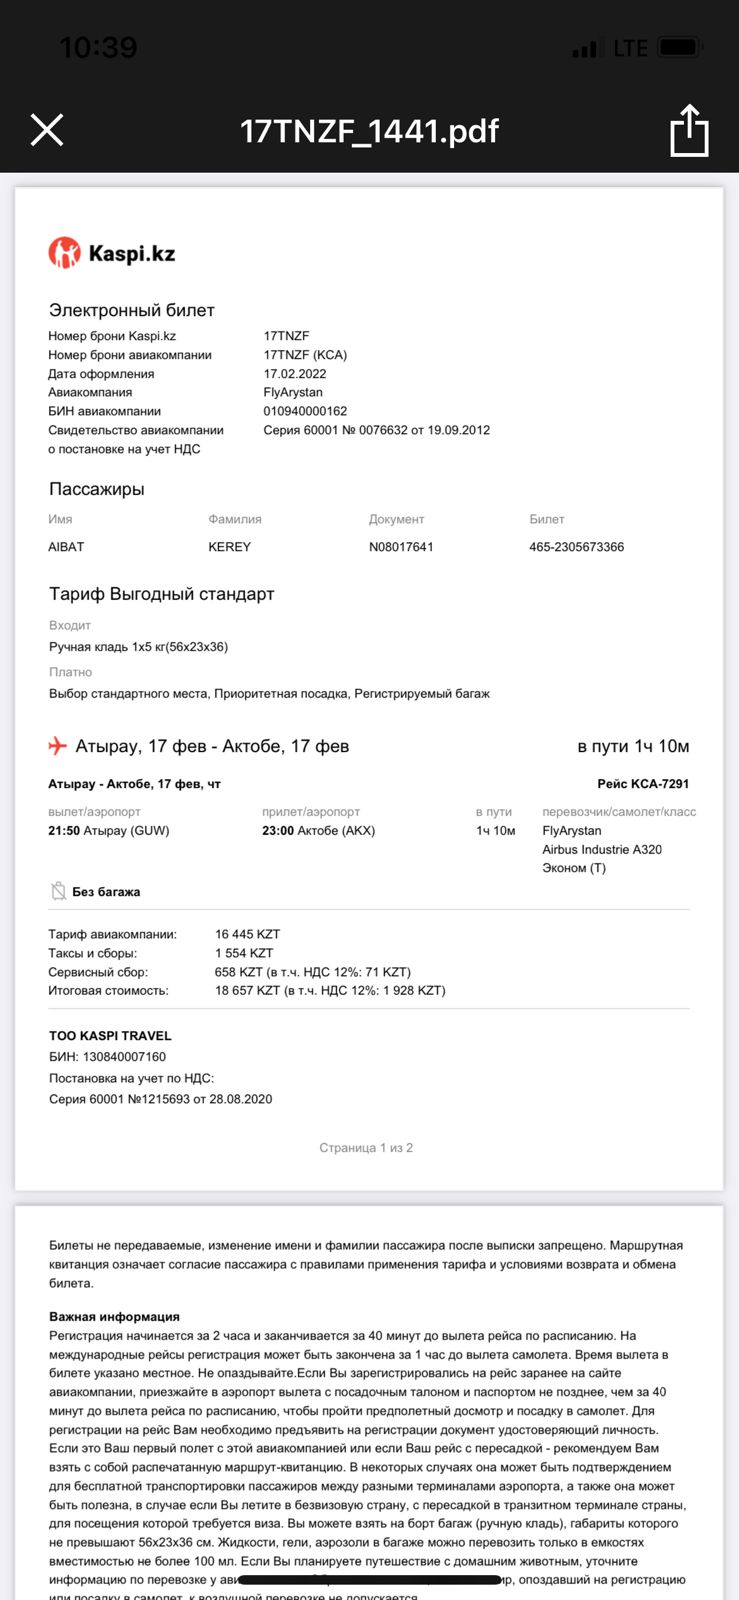 10:39
LTE
17TNZF_1441.pdf
Kaspi.kz
Электронный билет
Номер брони Kaspi.kz 17TNZF
Номер брони авиакомпании 17TNZF (KCA)
Дата оформления 17.02.2022
Авиакомпания FlyArystan
БИН авиакомпании 010940000162
Свидетельство авиакомпании Серия 60001 № 0076632 от 19.09.2012
о постановке на учет НДС
Пассажиры
Имя Фамилия Документ Билет
AIBAT KEREY N08017641 465-2305673366
Тариф Выгодный стандарт
Входит
Ручная кладь 1x5 кг(56x23x36)
Платно
Выбор стандартного места, Приоритетная посадка, Регистрируемый багаж
Атырау, 17 фев - Актобе, 17 фев в пути 1ч 10м
Атырау - Актобе, 17 фев, чт Рейс KCA-7291
вылет/аэропорт прилет/аэропорт в пути перевозчик/самолет/класс
21:50 Атырау (GUW) 23:00 Актобе (AKX) 1ч 10м FlyArystan
Airbus Industrie A320
Эконом (T)
Без багажа
Тариф авиакомпании: 16 445 KZT
Таксы и сборы: 1 554 KZT
Сервисный сбор: 658 KZT (в т.ч. НДС 12%: 71 KZT)
Итоговая стоимость: 18 657 KZT (в т.ч. НДС 12%: 1 928 KZT)
ТОО KASPI TRAVEL
БИН: 130840007160
Постановка на учет по НДС:
Серия 60001 №1215693 от 28.08.2020
Страница 1 из 2
Билеты не передаваемые, изменение имени и фамилии пассажира после выписки запрещено. Маршрутная
квитанция означает согласие пассажира с правилами применения тарифа и условиями возврата и обмена
билета.
Важная информация
Регистрация начинается за 2 часа и заканчивается за 40 минут до вылета рейса по расписанию. На
международные рейсы регистрация может быть закончена за 1 час до вылета самолета. Время вылета в
билете указано местное. Не опаздывайте.Если Вы зарегистрировались на рейс заранее на сайте
авиакомпании, приезжайте в аэропорт вылета с посадочным талоном и паспортом не позднее, чем за 40
минут до вылета рейса по расписанию, чтобы пройти предполетный досмотр и посадку в самолет. Для
регистрации на рейс Вам необходимо предъявить на регистрации документ удостоверяющий личность.
Если это Ваш первый полет с этой авиакомпанией или если Ваш рейс с пересадкой - рекомендуем Вам
взять с собой распечатанную маршрут-квитанцию. В некоторых случаях она может быть подтверждением
для бесплатной транспортировки пассажиров между разными терминалами аэропорта, а также она может
быть полезна, в случае если Вы летите в безвизовую страну, с пересадкой в транзитном терминале страны,
для посещения которой требуется виза. Вы можете взять на борт багаж (ручную кладь), габариты которого
не превышают 56x23x36 см. Жидкости, гели, аэрозоли в багаже можно перевозить только в емкостях
вместимостью не более 100 мл. Если Вы планируете путешествие с домашним животным, уточните
информацию по перевозке у опоздавший на регистрацию
или посадку в самолет, к воздушной перевозке не допускается.